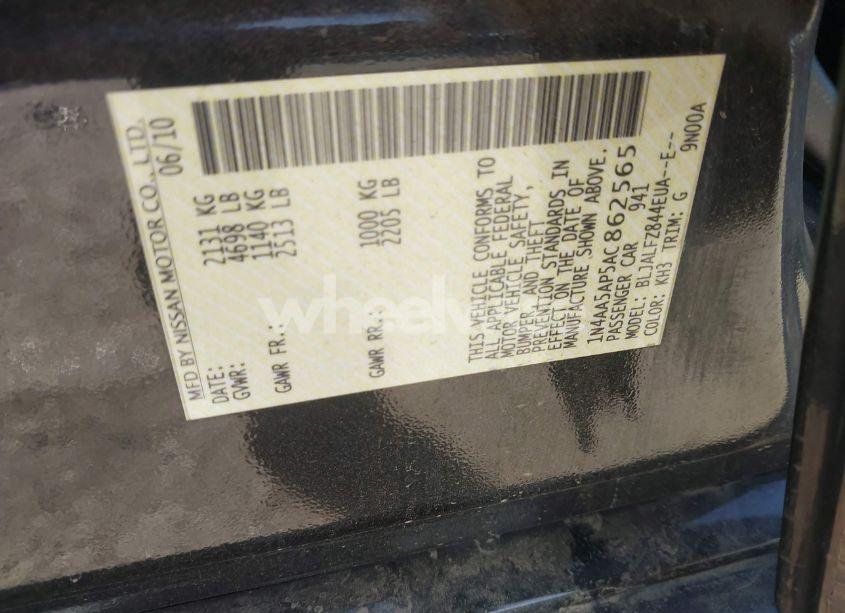 MFD BY NISSAN MOTOR CO., LTD.
DATE: 06/10
GVWR: 2131 KG
4698 LB
GAWR FR.: 1140 KG
2513 LB
GAWR RR.: 1000 KG
2205 LB
THIS VEHICLE CONFORMS TO
ALL APPLICABLE FEDERAL
MOTOR VEHICLE SAFETY,
BUMPER, AND THEFT
PREVENTION STANDARDS IN
EFFECT ON THE DATE OF
MANUFACTURE SHOWN ABOVE.
1N4AA5AP5AC862565
PASSENGER CAR 941
MODEL: BLJALFZ844EUA--E--
COLOR: KH3 TRIM: G 9N00A